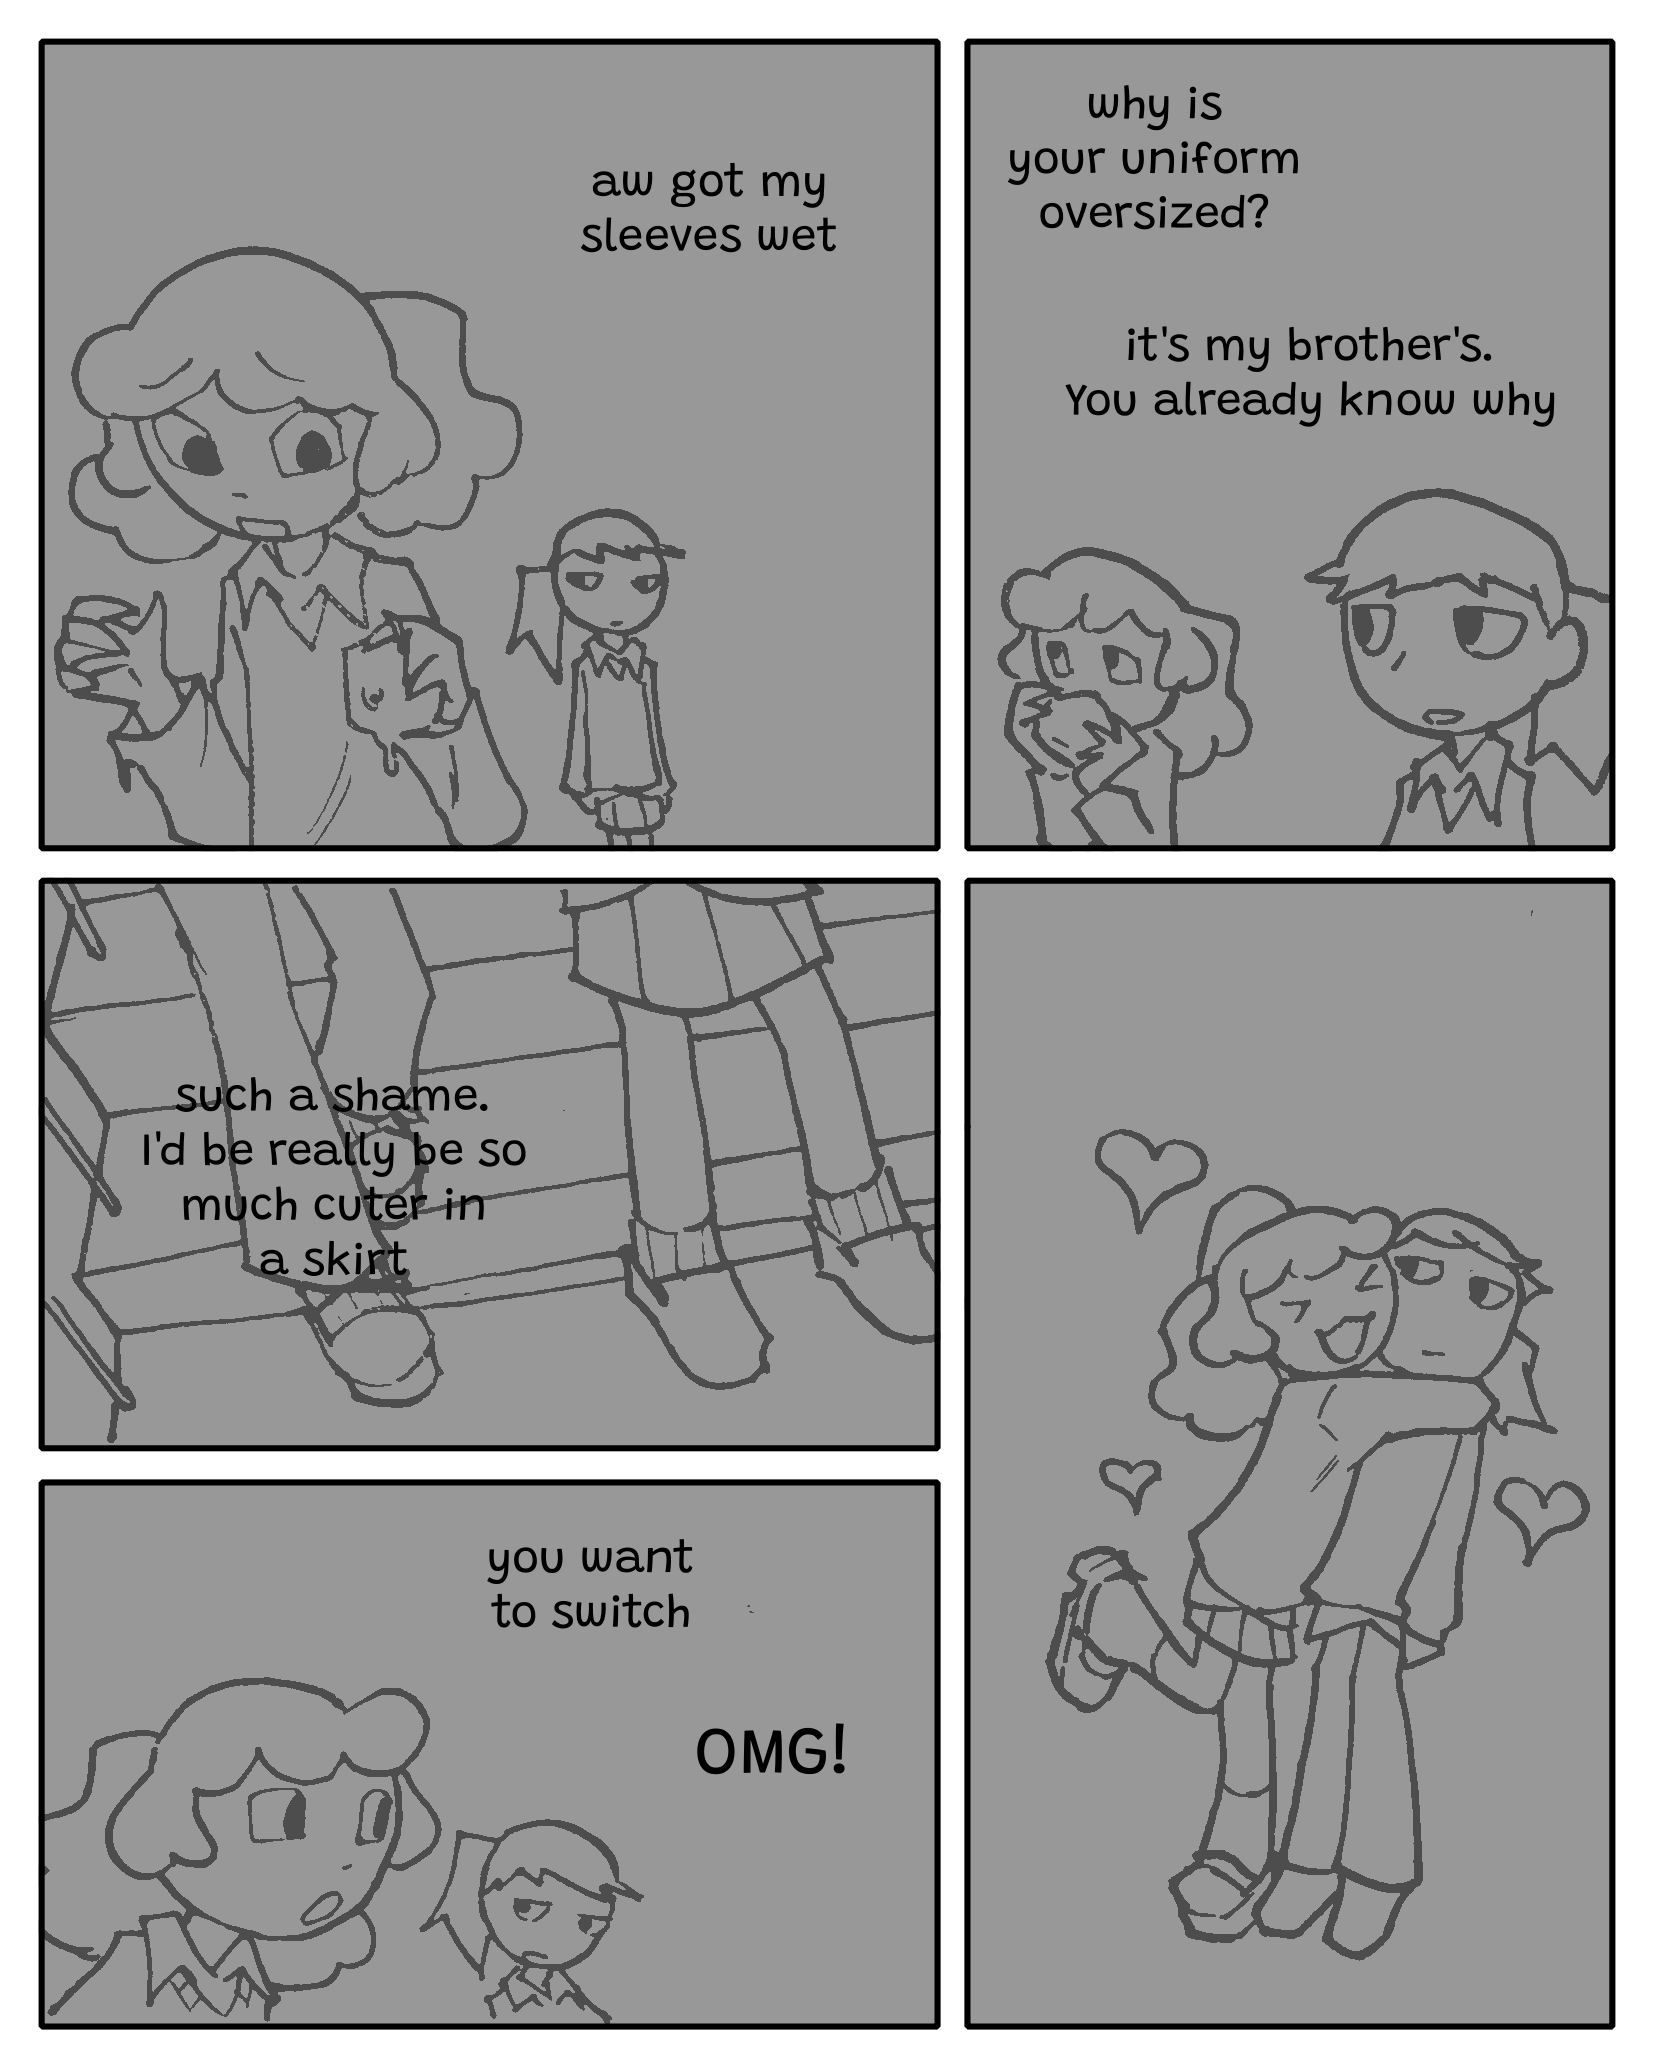 aw got my
sleeves wet
why is
your uniform
oversized?
it's my brother's.
You already know why
such a shame.
I'd be really be so
much cuter in
a skirt
you want
to switch
OMG!